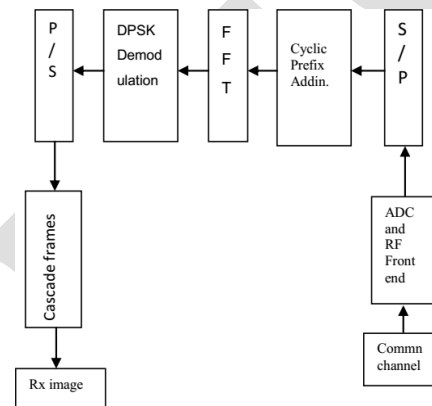 P
/
S
DPSK
Demod
ulation
F
F
T
Cyclic
Prefix
Addin.
S
/
P
Cascade frames
ADC
and
RF
Front
end
Rx image
Commn
channel